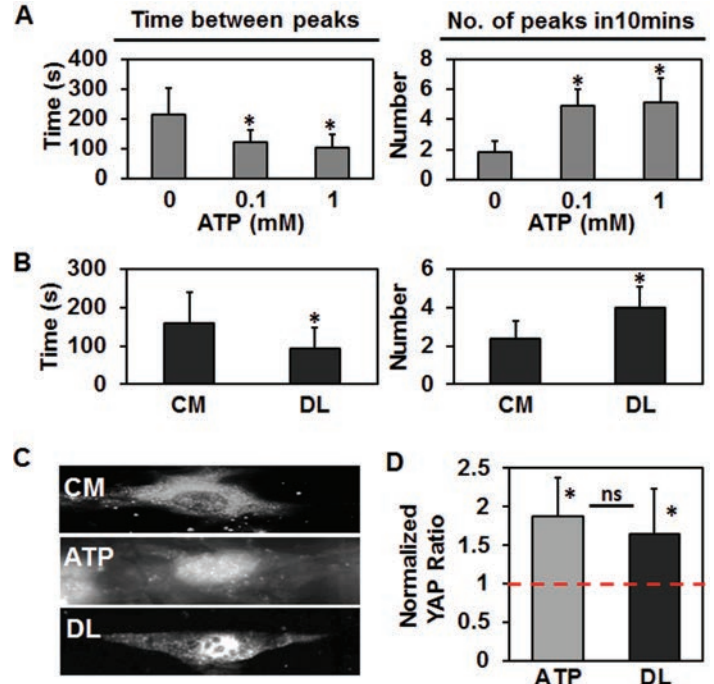 A
Time between peaks
No. of peaks in10mins
Time (s)
400
300
200
100
0
*
*
0 0.1 1
ATP (mM)
Number
8
6
4
2
0
*
*
0 0.1 1
ATP (mM)
B
Time (s)
300
200
100
0
*
CM DL
Number
6
4
2
0
*
CM DL
C
CM
ATP
DL
D
Normalized
YAP Ratio
2.5
2
1.5
1
0.5
0
* ns *
ATP DL